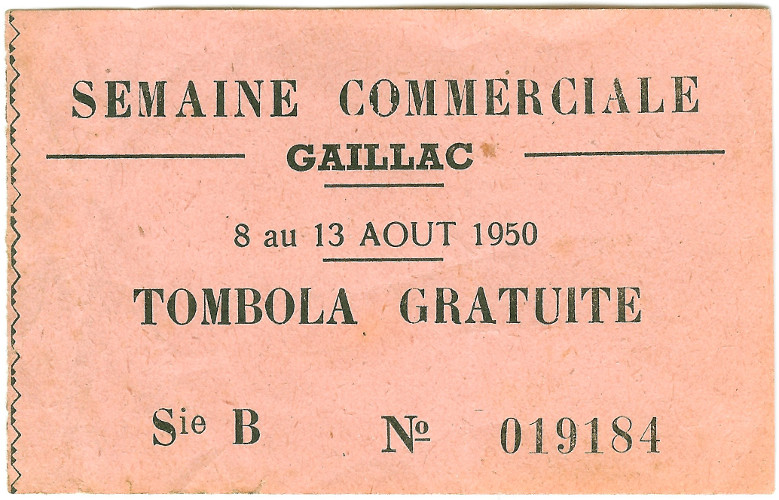 SEMAINE COMMERCIALE
GAILLAC
8 au 13 AOUT 1950
TOMBOLA GRATUITE
Sie B Nº 019184